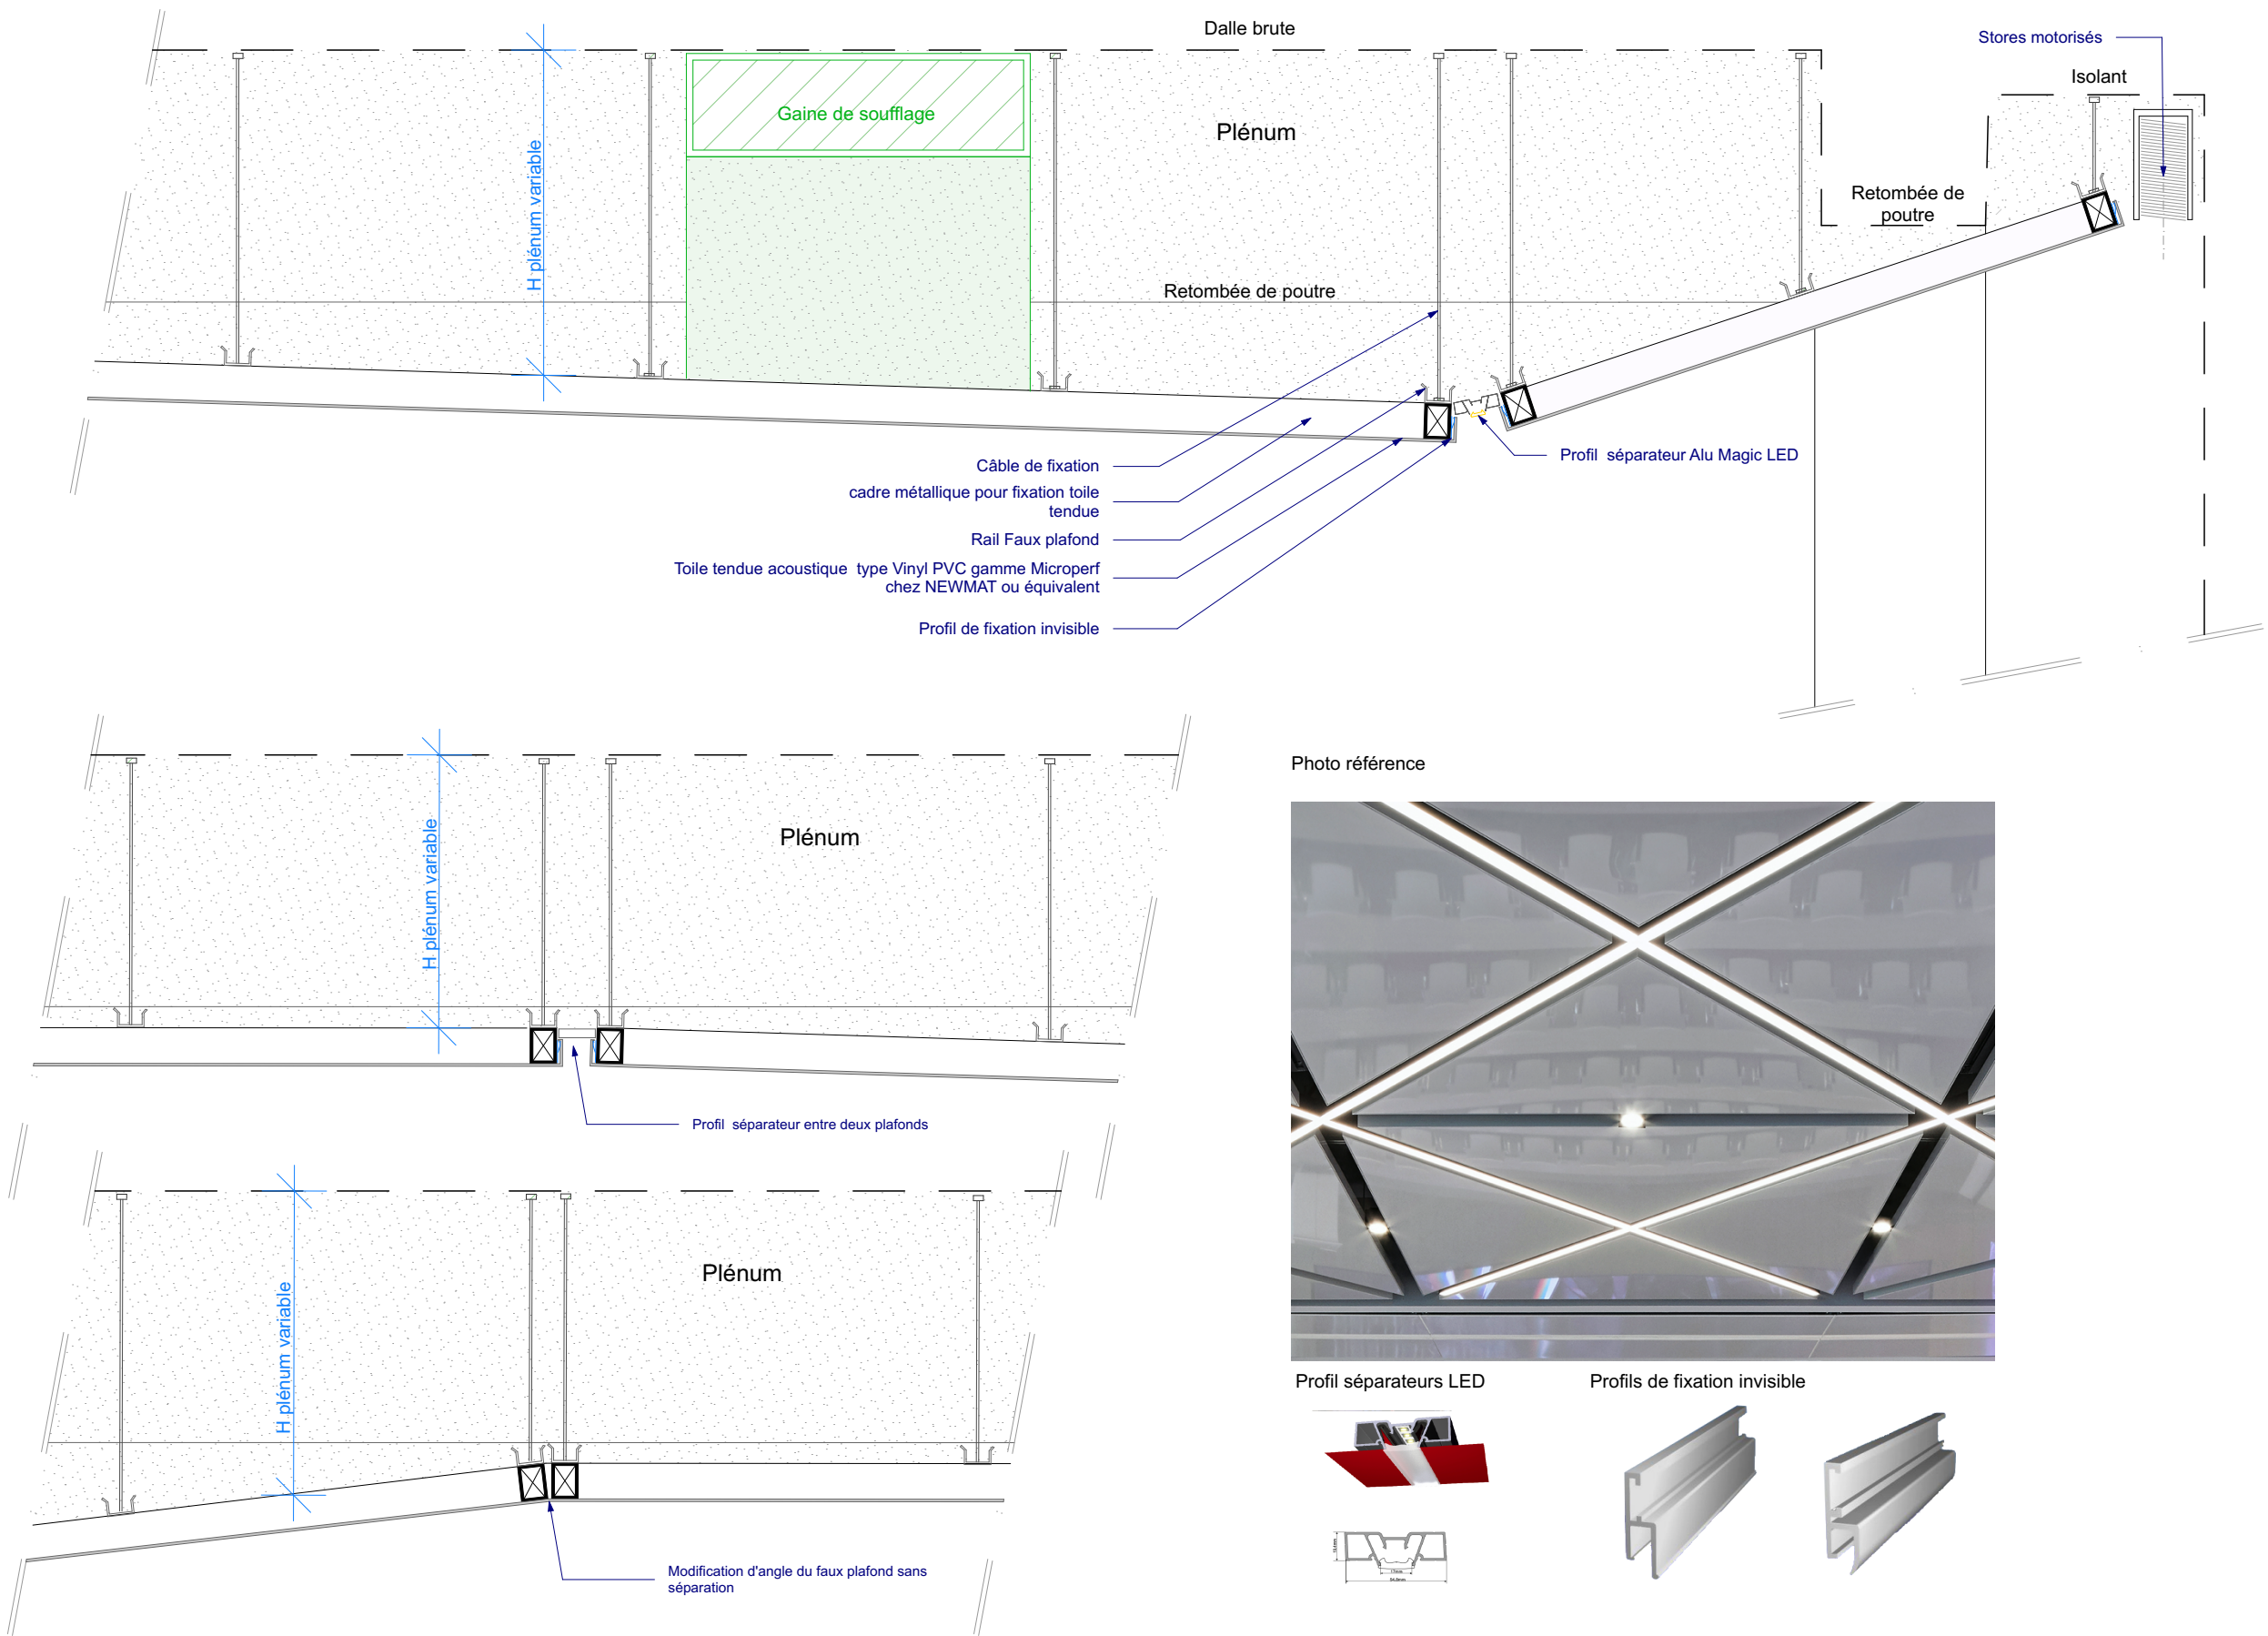 Dalle brute
Stores motorisés
Isolant
Gaine de soufflage
Plénum
H plénum variable
Retombée de
poutre
Retombée de poutre
Câble de fixation
cadre métallique pour fixation toile
tendue
Rail Faux plafond
Toile tendue acoustique  type Vinyl PVC gamme Microperf
chez NEWMAT ou équivalent
Profil de fixation invisible
Profil  séparateur Alu Magic LED
H plénum variable
Plénum
Profil  séparateur entre deux plafonds
H plénum variable
Plénum
Modification d'angle du faux plafond sans
séparation
Photo référence
Profil séparateurs LED
Profils de fixation invisible
17mm